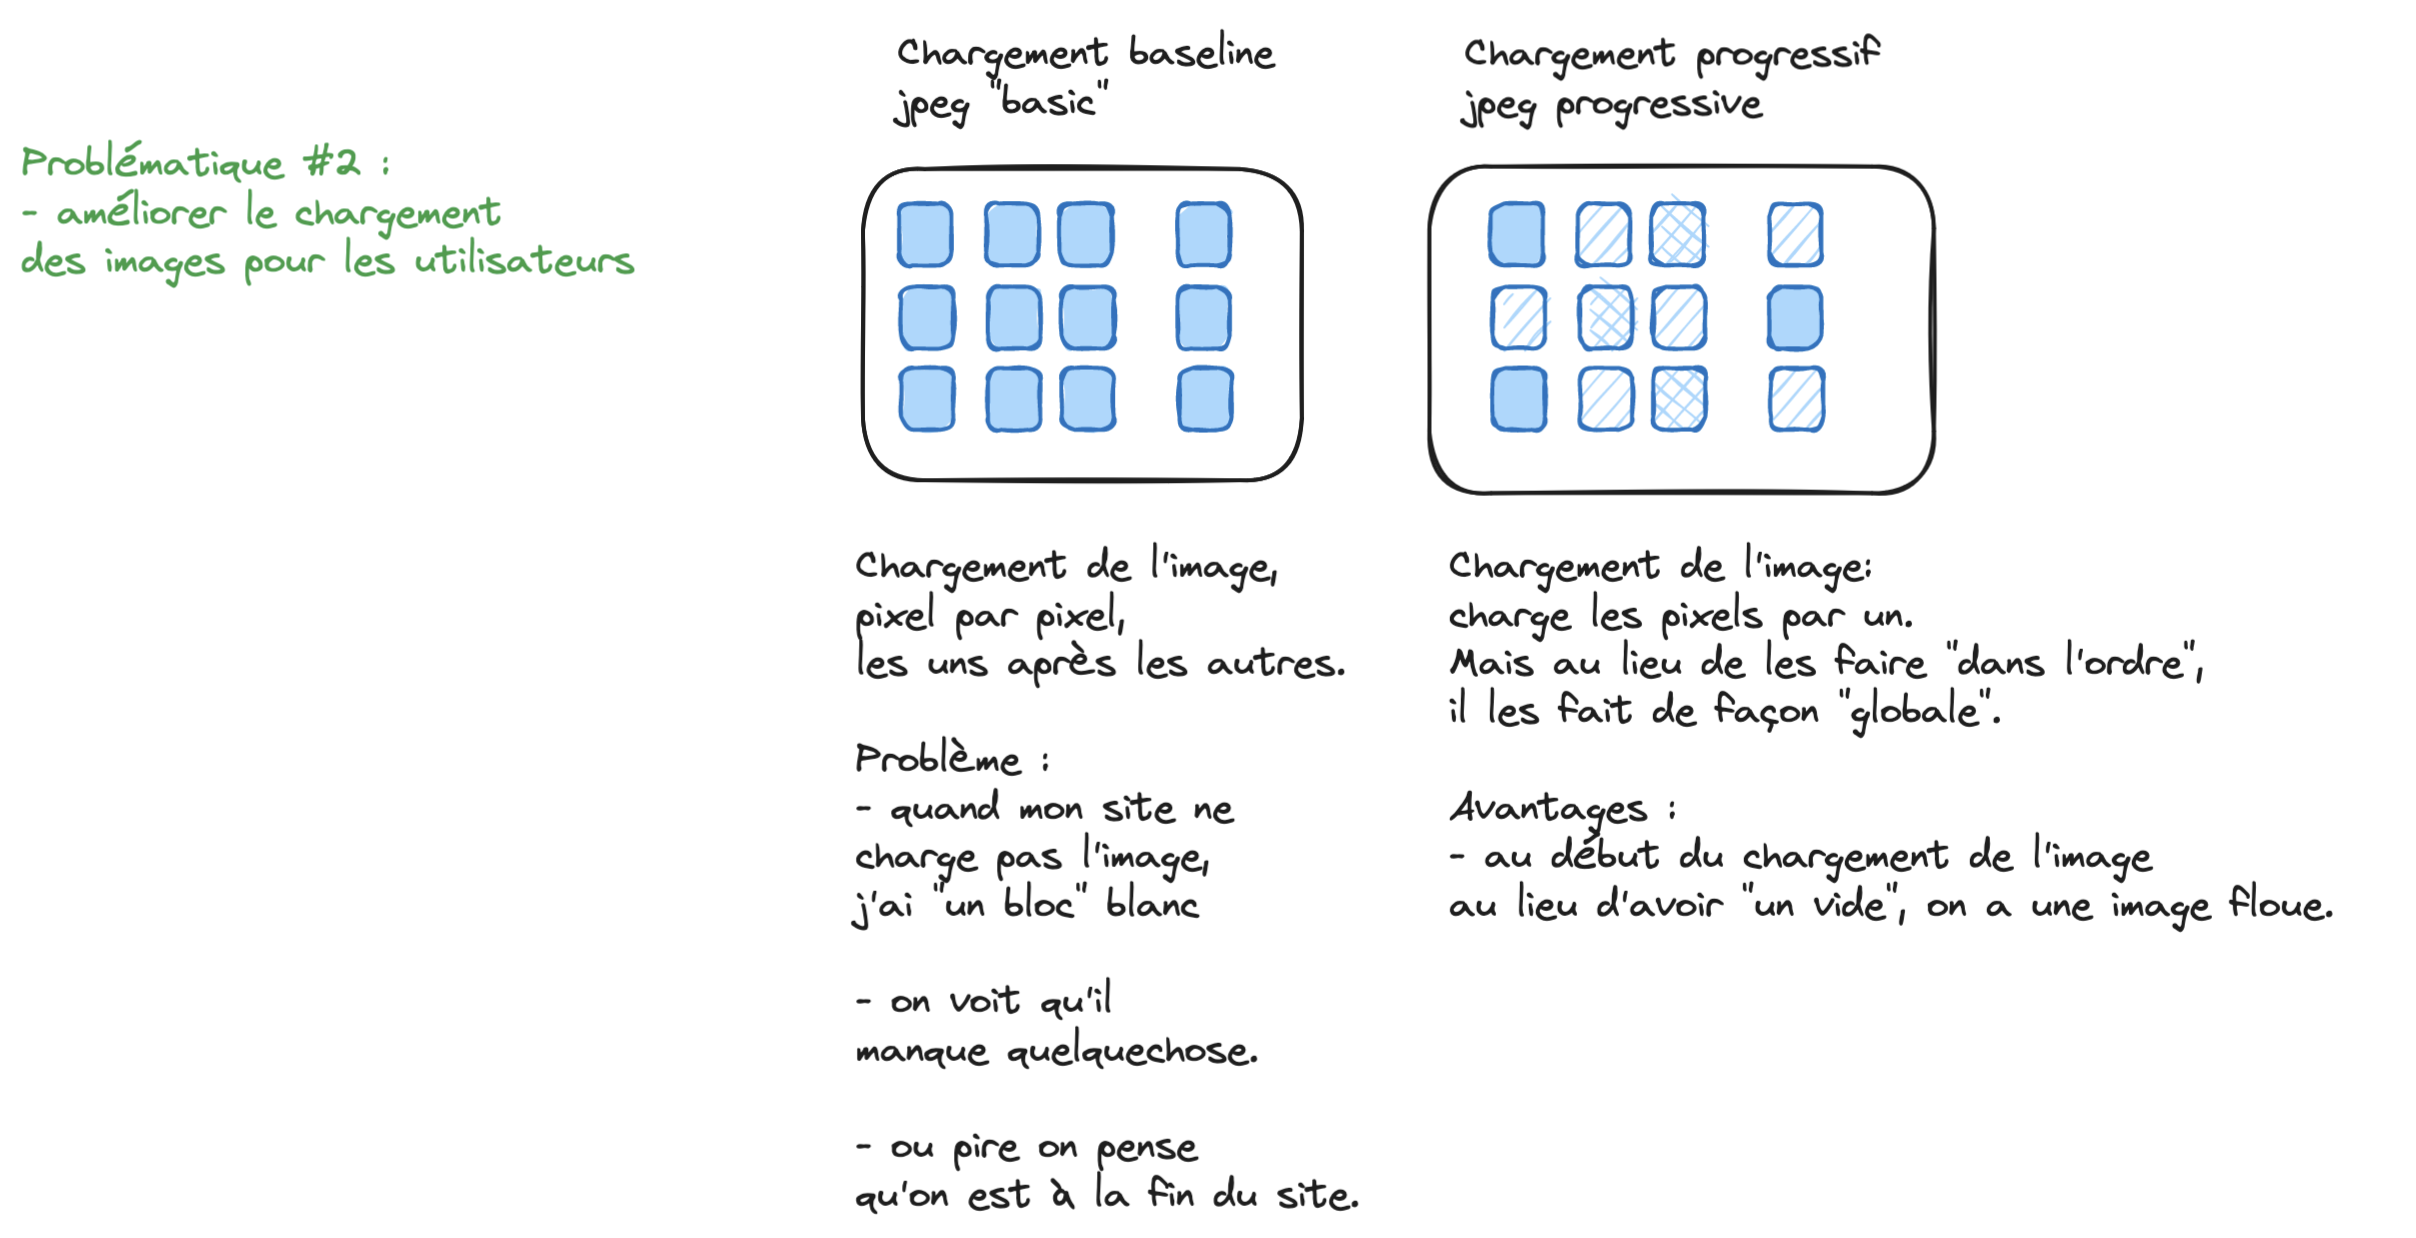 Problématique #2 :
- améliorer le chargement
des images pour les utilisateurs
Chargement baseline
jpeg "basic"
Chargement de l'image,
pixel par pixel,
les uns après les autres.
Problème :
- quand mon site ne
charge pas l'image,
j'ai "un bloc" blanc
- on voit qu'il
manque quelquechose.
- ou pire on pense
qu'on est à la fin du site.
Chargement progressif
jpeg progressive
Chargement de l'image:
charge les pixels par un.
Mais au lieu de les faire "dans l'ordre",
il les fait de façon "globale".
Avantages :
- au début du chargement de l'image
au lieu d'avoir "un vide", on a une image floue.